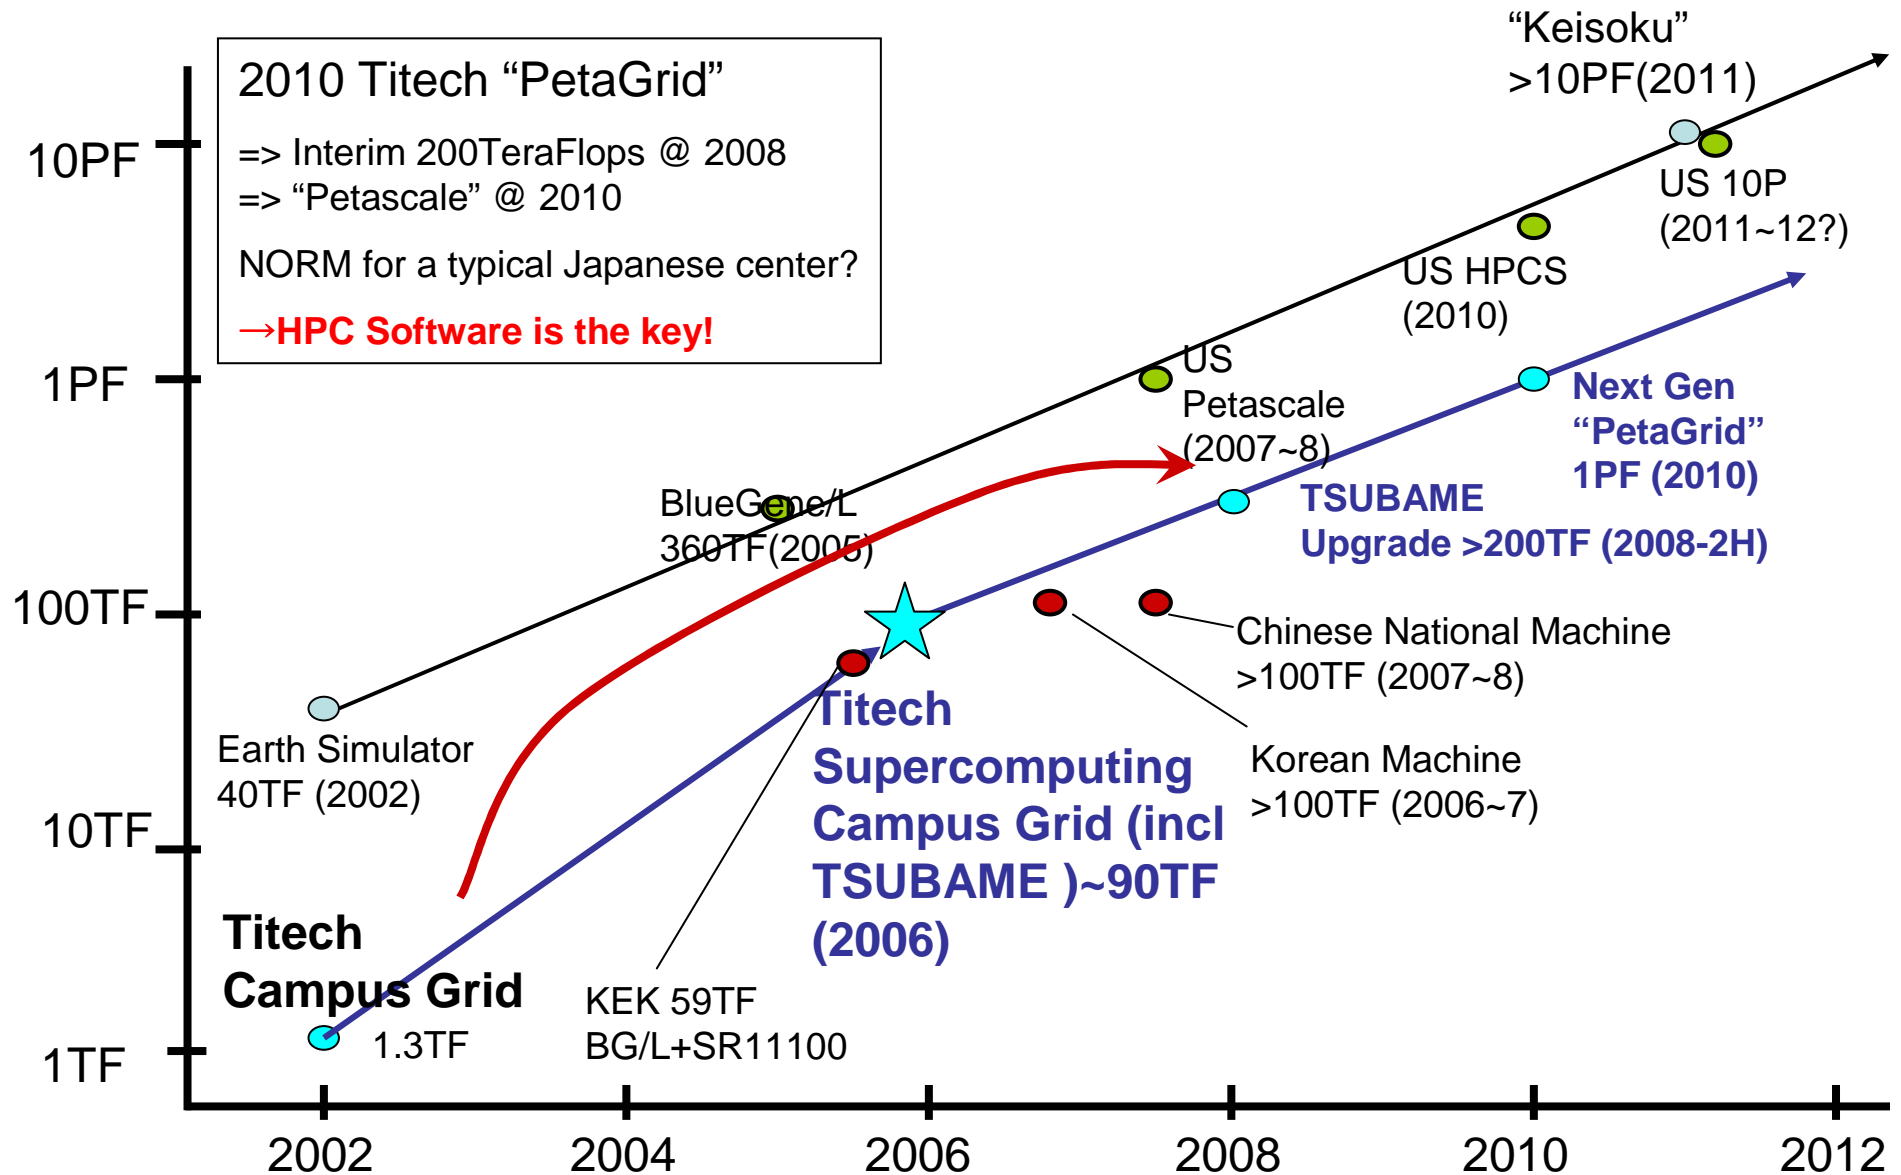 “Keisoku”
>10PF(2011)
2010 Titech “PetaGrid”
=> Interim 200TeraFlops @ 2008
=> “Petascale” @ 2010
NORM for a typical Japanese center?
→HPC Software is the key!
10PF
US 10P
(2011~12?)
US HPCS
(2010)
1PF
US
Petascale
(2007~8)
Next Gen
“PetaGrid”
1PF (2010)
BlueGene/L
360TF(2005)
TSUBAME
Upgrade >200TF (2008-2H)
100TF
Chinese National Machine
>100TF (2007~8)
Titech
Supercomputing
Campus Grid (incl
TSUBAME )~90TF
(2006)
Earth Simulator
40TF (2002)
Korean Machine
>100TF (2006~7)
10TF
Titech
Campus Grid
1.3TF
KEK 59TF
BG/L+SR11100
1TF
2002
2004
2006
2008
2010
2012